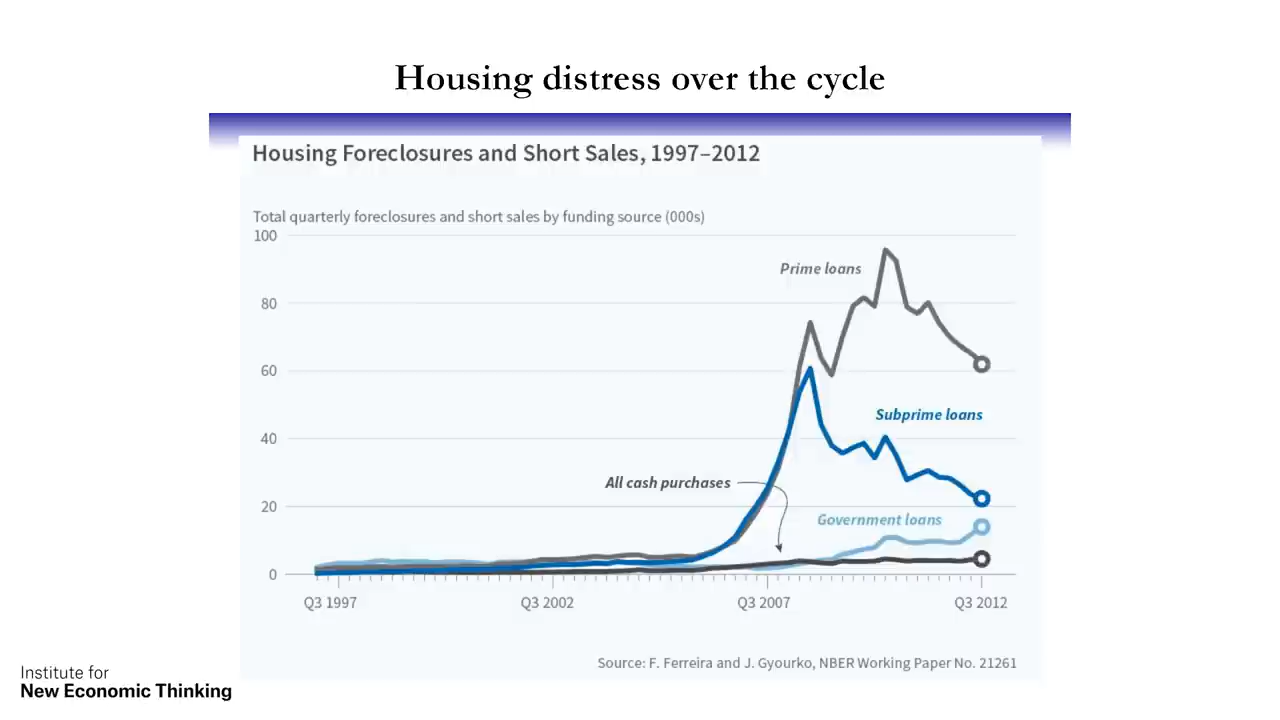 Housing distress over the cycle
Housing Foreclosures and Short Sales, 1997–2012
Total quarterly foreclosures and short sales by funding source (000s)
100
Prime loans
80
60
Subprime loans
40
All cash purchases
20
Government loans
0
Q3 1997
Q3 2002
Q3 2007
Q3 2012
Source: F. Ferreira and J. Gyourko, NBER Working Paper No. 21261
Institute for
New Economic Thinking